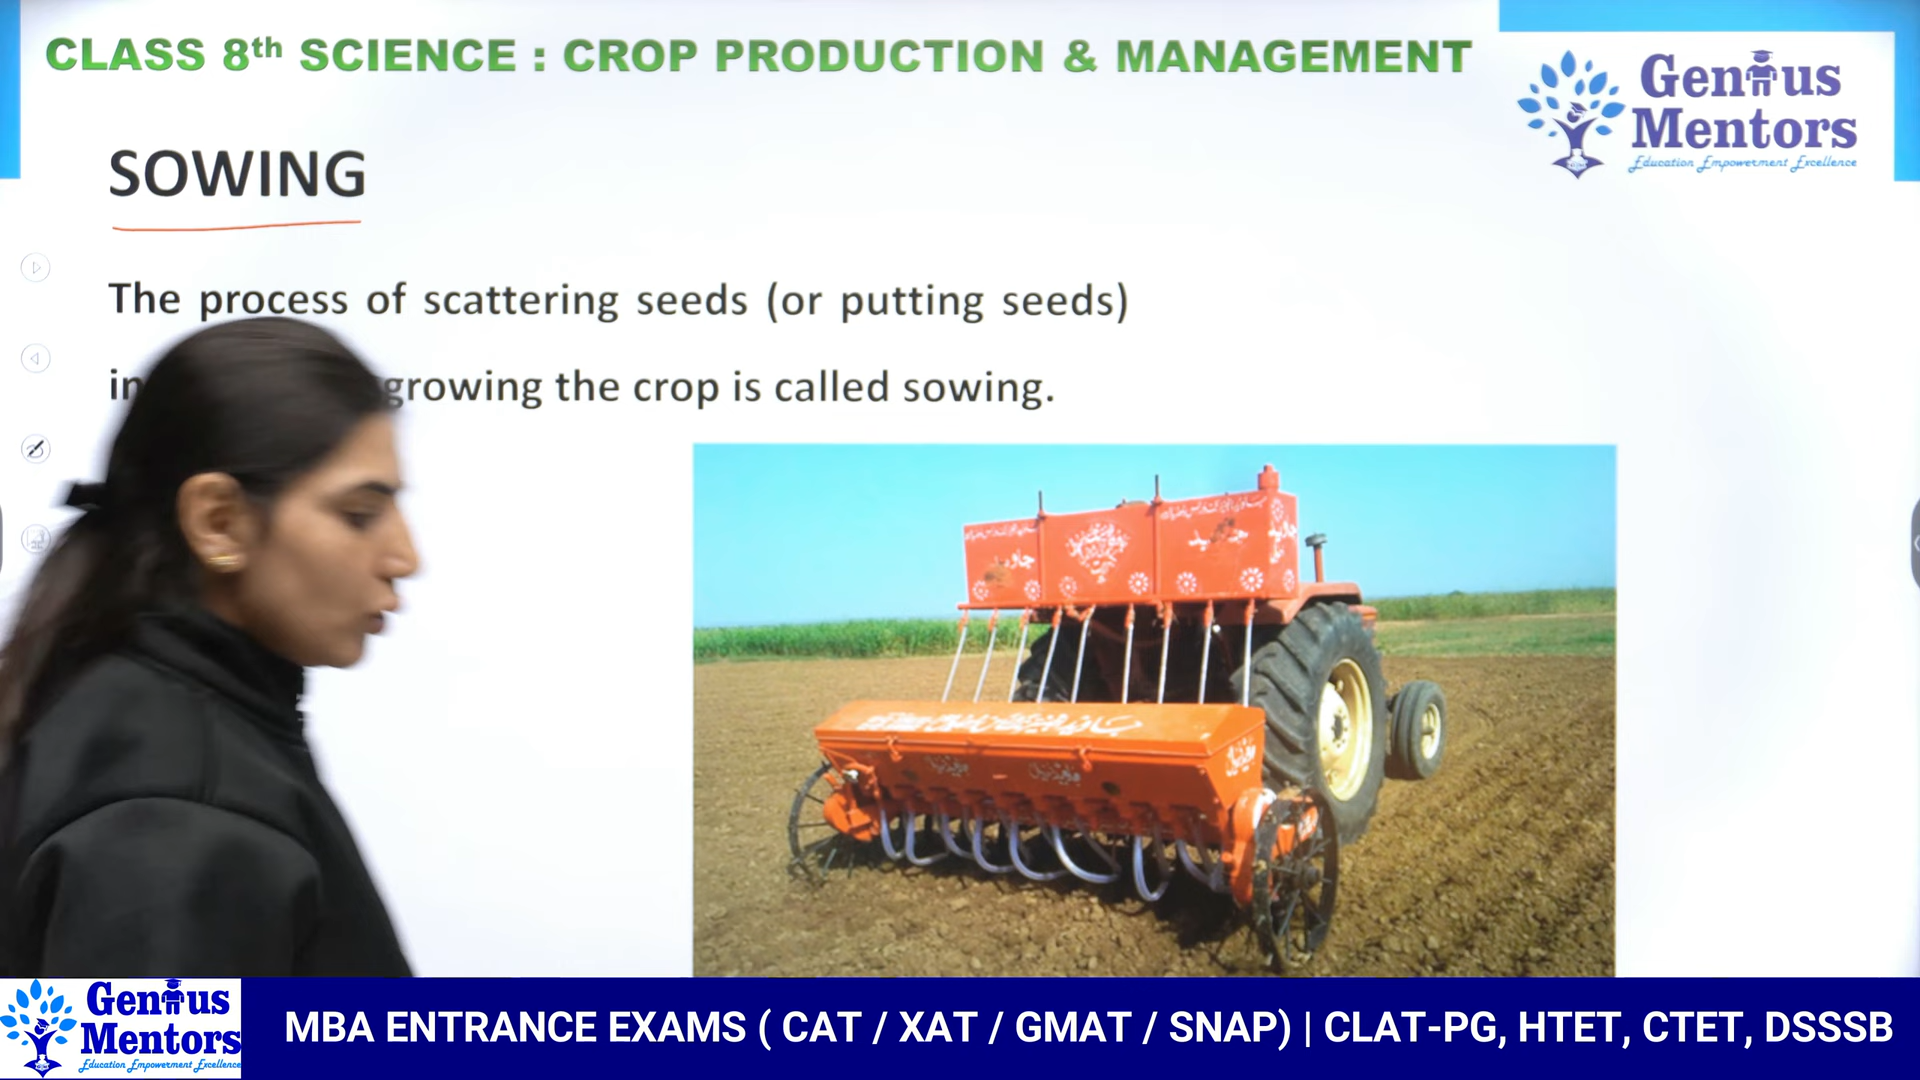 CLASS 8th SCIENCE : CROP PRODUCTION & MANAGEMENT
Genius
Mentors
Education Empowerment Excellence
SOWING
The process of scattering seeds (or putting seeds)
in growing the crop is called sowing.
Genius
Mentors
Education Empowerment Excellence
MBA ENTRANCE EXAMS ( CAT / XAT / GMAT / SNAP) | CLAT-PG, HTET, CTET, DSSSB